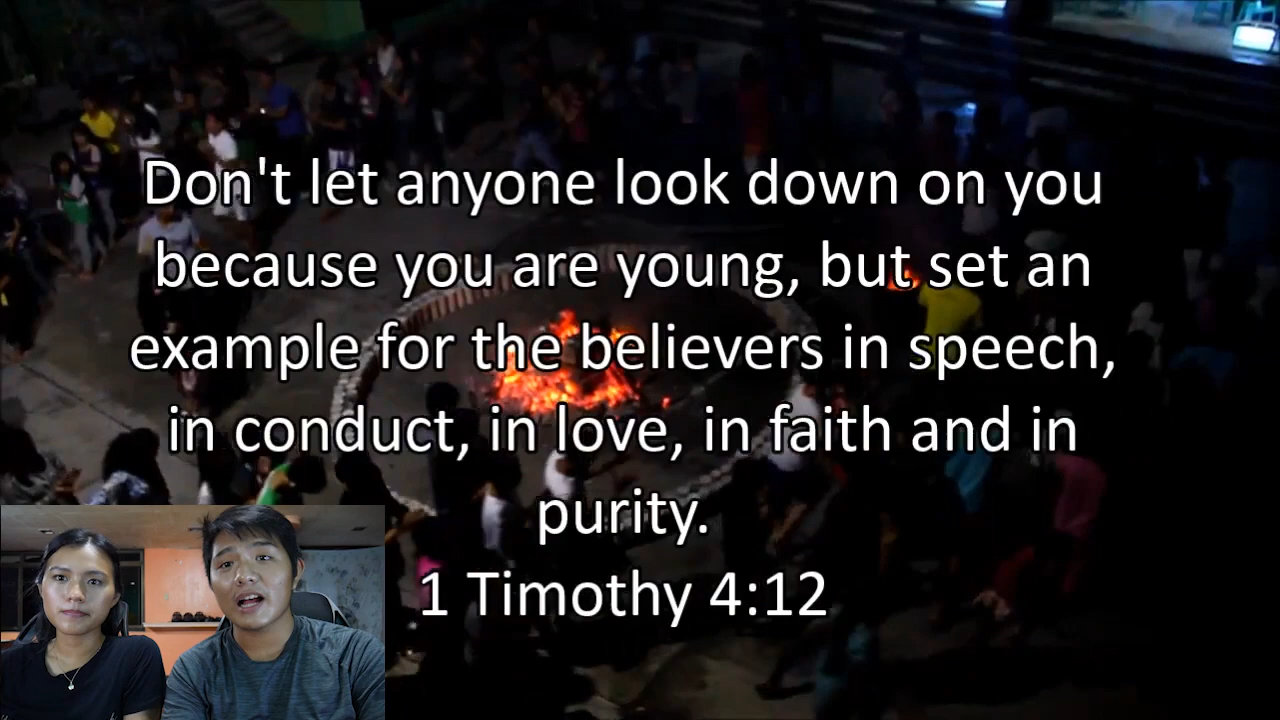 Don't let anyone look down on you
because you are young, but set an
example for the believers in speech,
in conduct, in love, in faith and in
purity.
1 Timothy 4:12